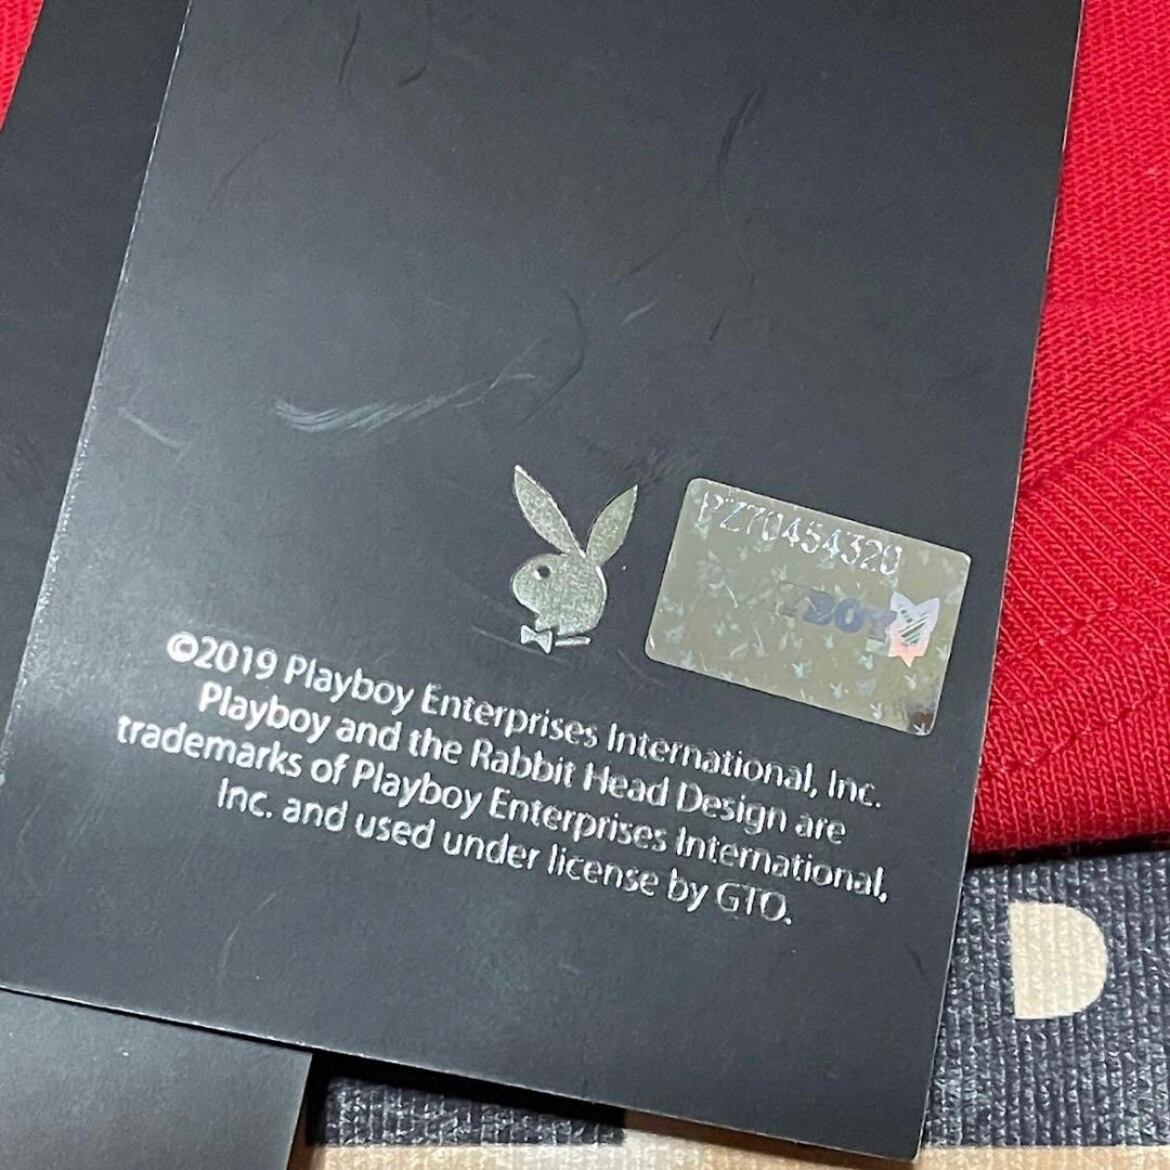 PZ70454320
BOY
©2019 Playboy Enterprises International, Inc.
Playboy and the Rabbit Head Design are
trademarks of Playboy Enterprises International,
Inc. and used under license by GTO.